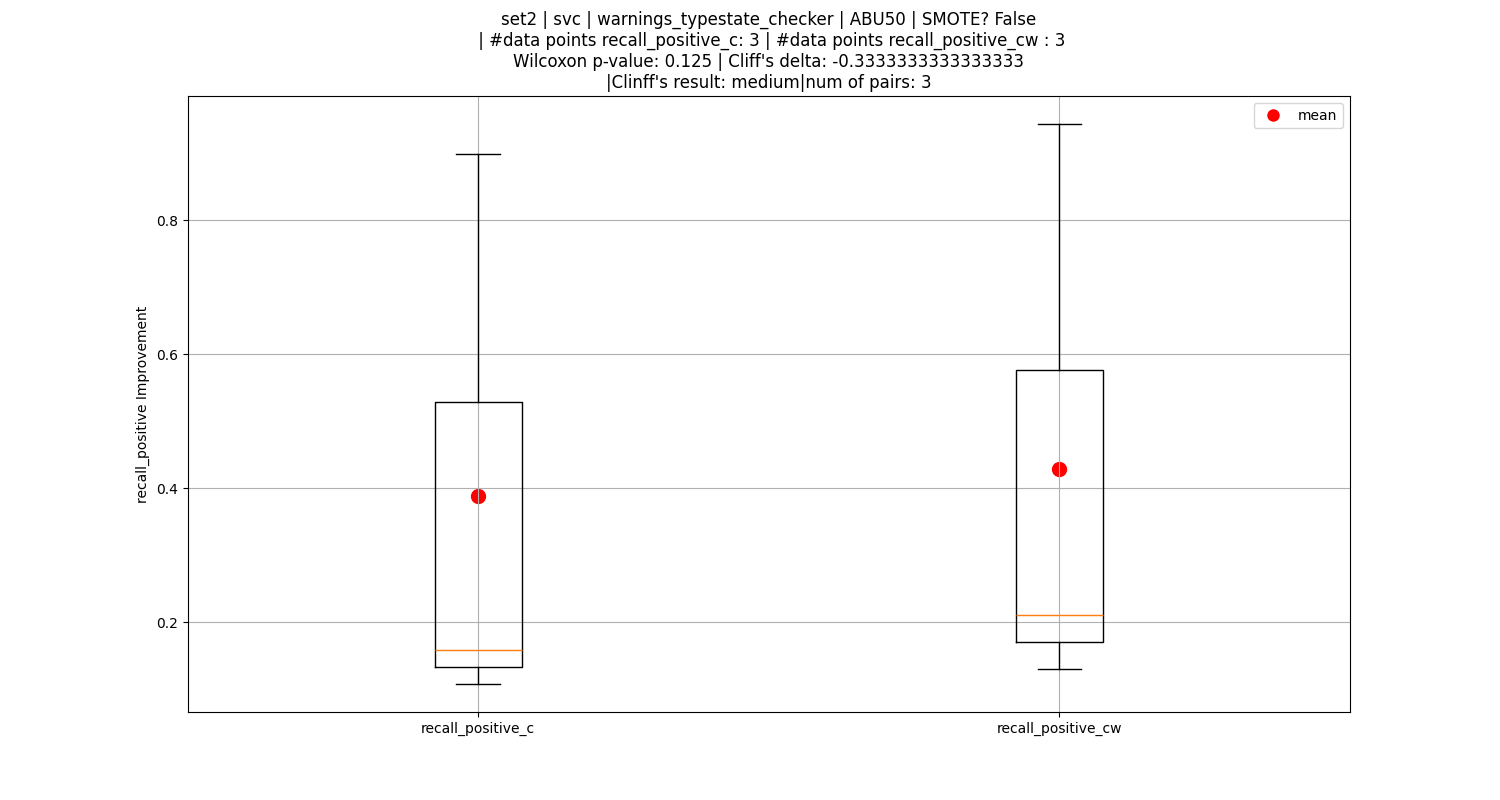 set2 | svc | warnings_typestate_checker | ABU50 | SMOTE? False
| #data points recall_positive_c: 3 | #data points recall_positive_cw : 3
Wilcoxon p-value: 0.125 | Cliff's delta: -0.3333333333333333
|Clinff's result: medium|num of pairs: 3
mean
0.8
0.6
0.4
0.2
recall_positive Improvement
recall_positive_c
recall_positive_cw